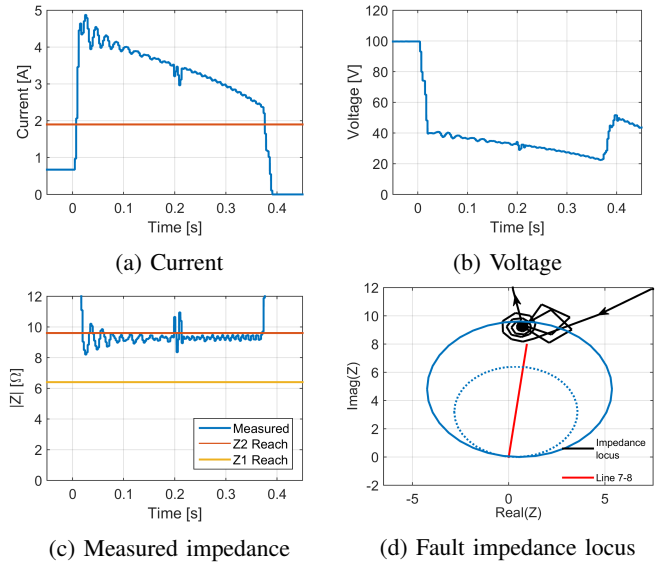 5
4
3
2
1
0
Current [A]
0 0.1 0.2 0.3 0.4
Time [s]
(a) Current
120
100
80
60
40
20
0
Voltage [V]
0 0.1 0.2 0.3 0.4
Time [s]
(b) Voltage
12
10
8
6
4
2
0
|Z| [Ω]
Measured
Z2 Reach
Z1 Reach
0 0.1 0.2 0.3 0.4
Time [s]
(c) Measured impedance
12
10
8
6
4
2
0
-2
Imag(Z)
Impedance
locus
Line 7-8
-5 0 5
Real(Z)
(d) Fault impedance locus